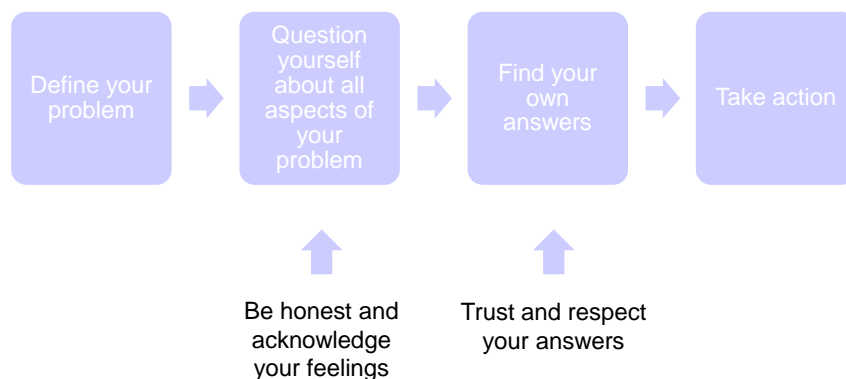 Define your
problem
Question
yourself
about all
aspects of
your
problem
Find your
own
answers
Take action
Be honest and
acknowledge
your feelings
Trust and respect
your answers